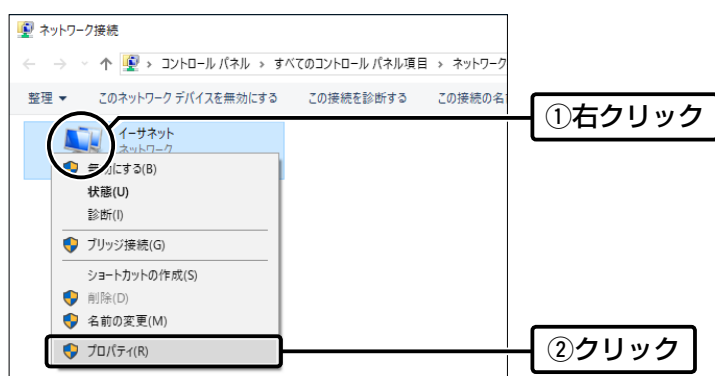 ネットワーク接続
コントロール パネル › すべてのコントロール パネル項目 › ネットワーク
整理 ▼ このネットワーク デバイスを無効にする この接続を診断する この接続の名
①右クリック
イーサネット
ネットワーク
無効にする(B)
状態(U)
診断(I)
ブリッジ接続(G)
ショートカットの作成(S)
削除(D)
名前の変更(M)
プロパティ(R)
②クリック